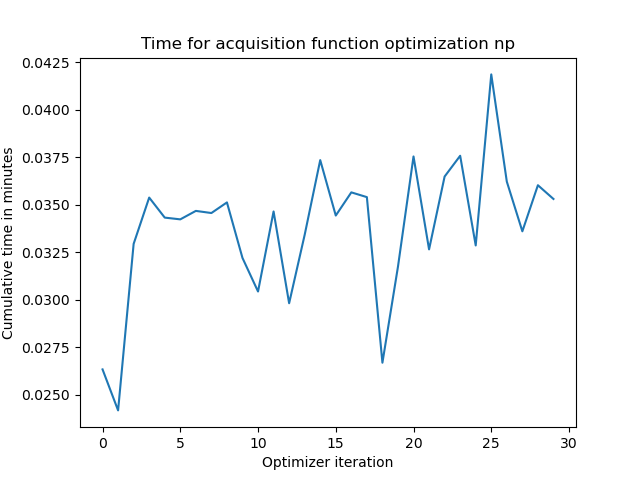 Time for acquisition function optimization np
0.0425
0.0400
0.0375
0.0350
0.0325
0.0300
0.0275
0.0250
Cumulative time in minutes
0 5 10 15 20 25 30
Optimizer iteration